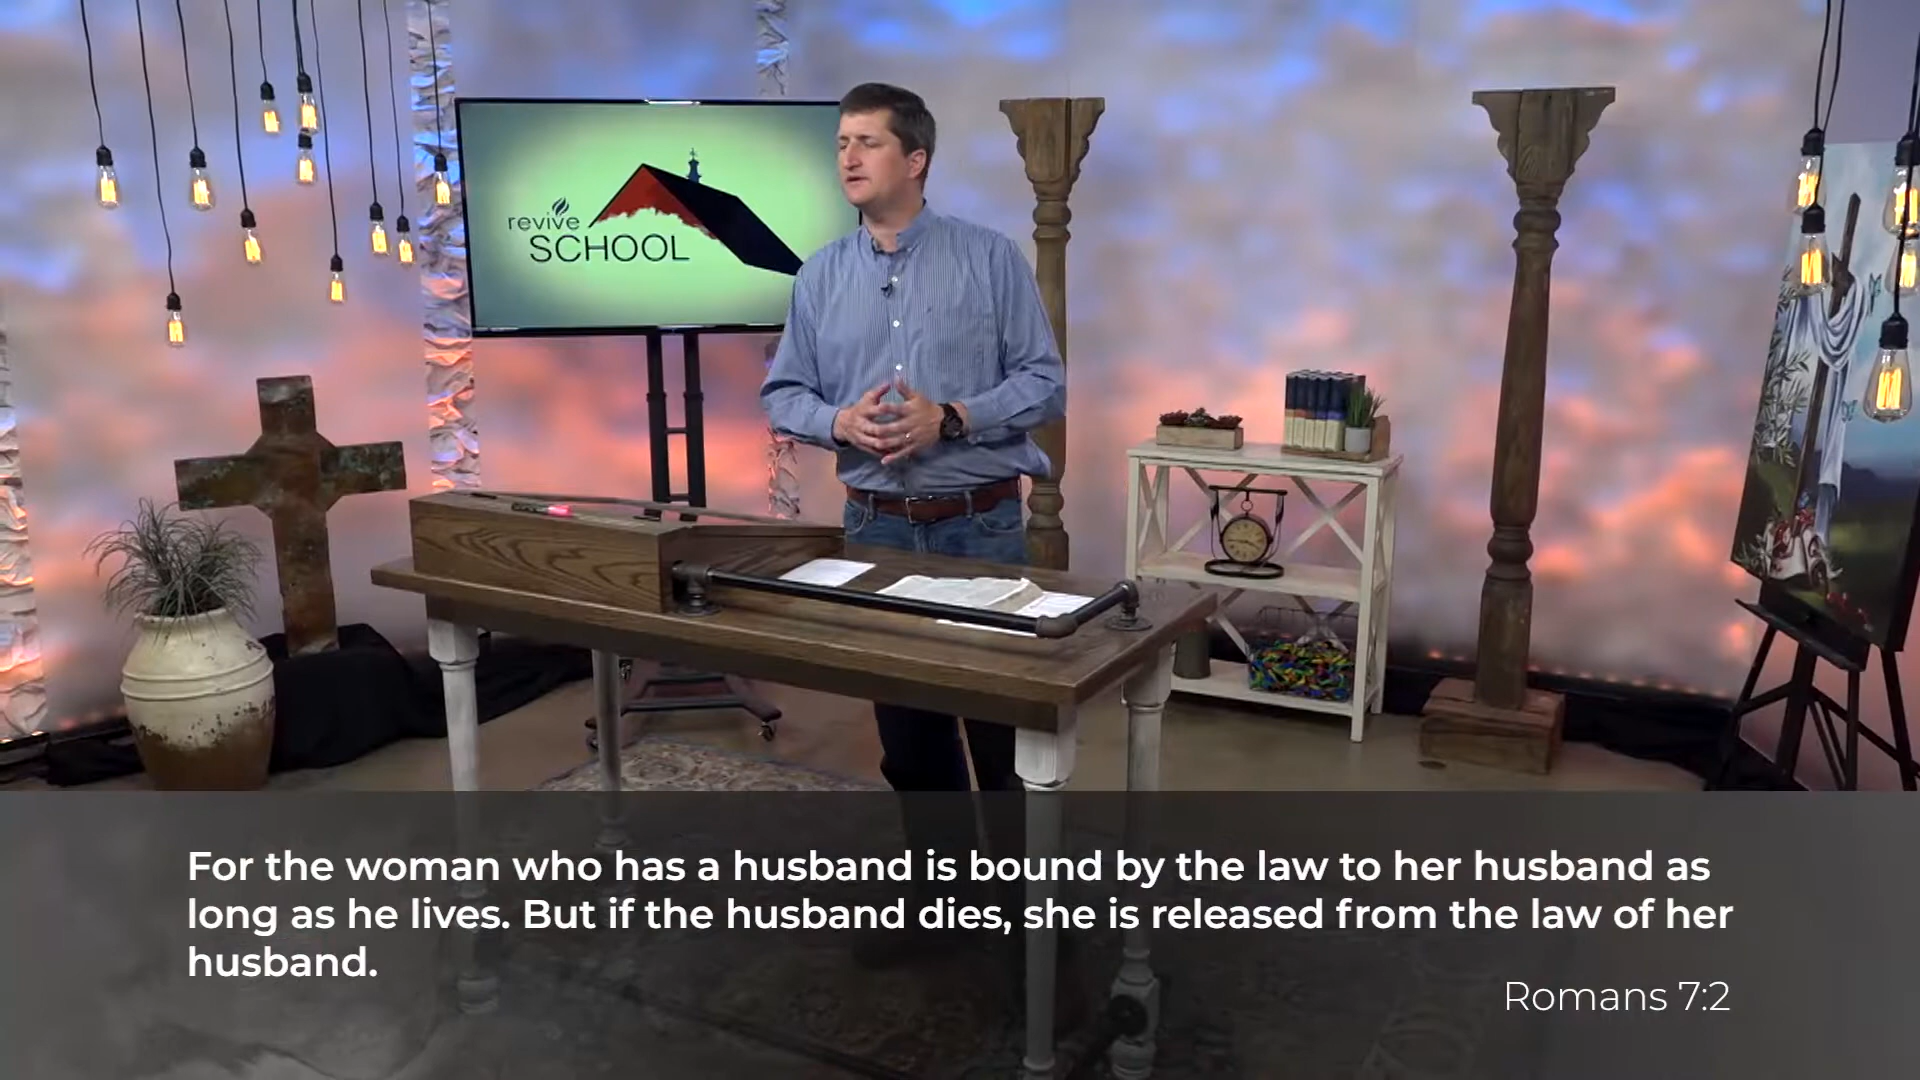 revive
SCHOOL
For the woman who has a husband is bound by the law to her husband as
long as he lives. But if the husband dies, she is released from the law of her
husband.
Romans 7:2